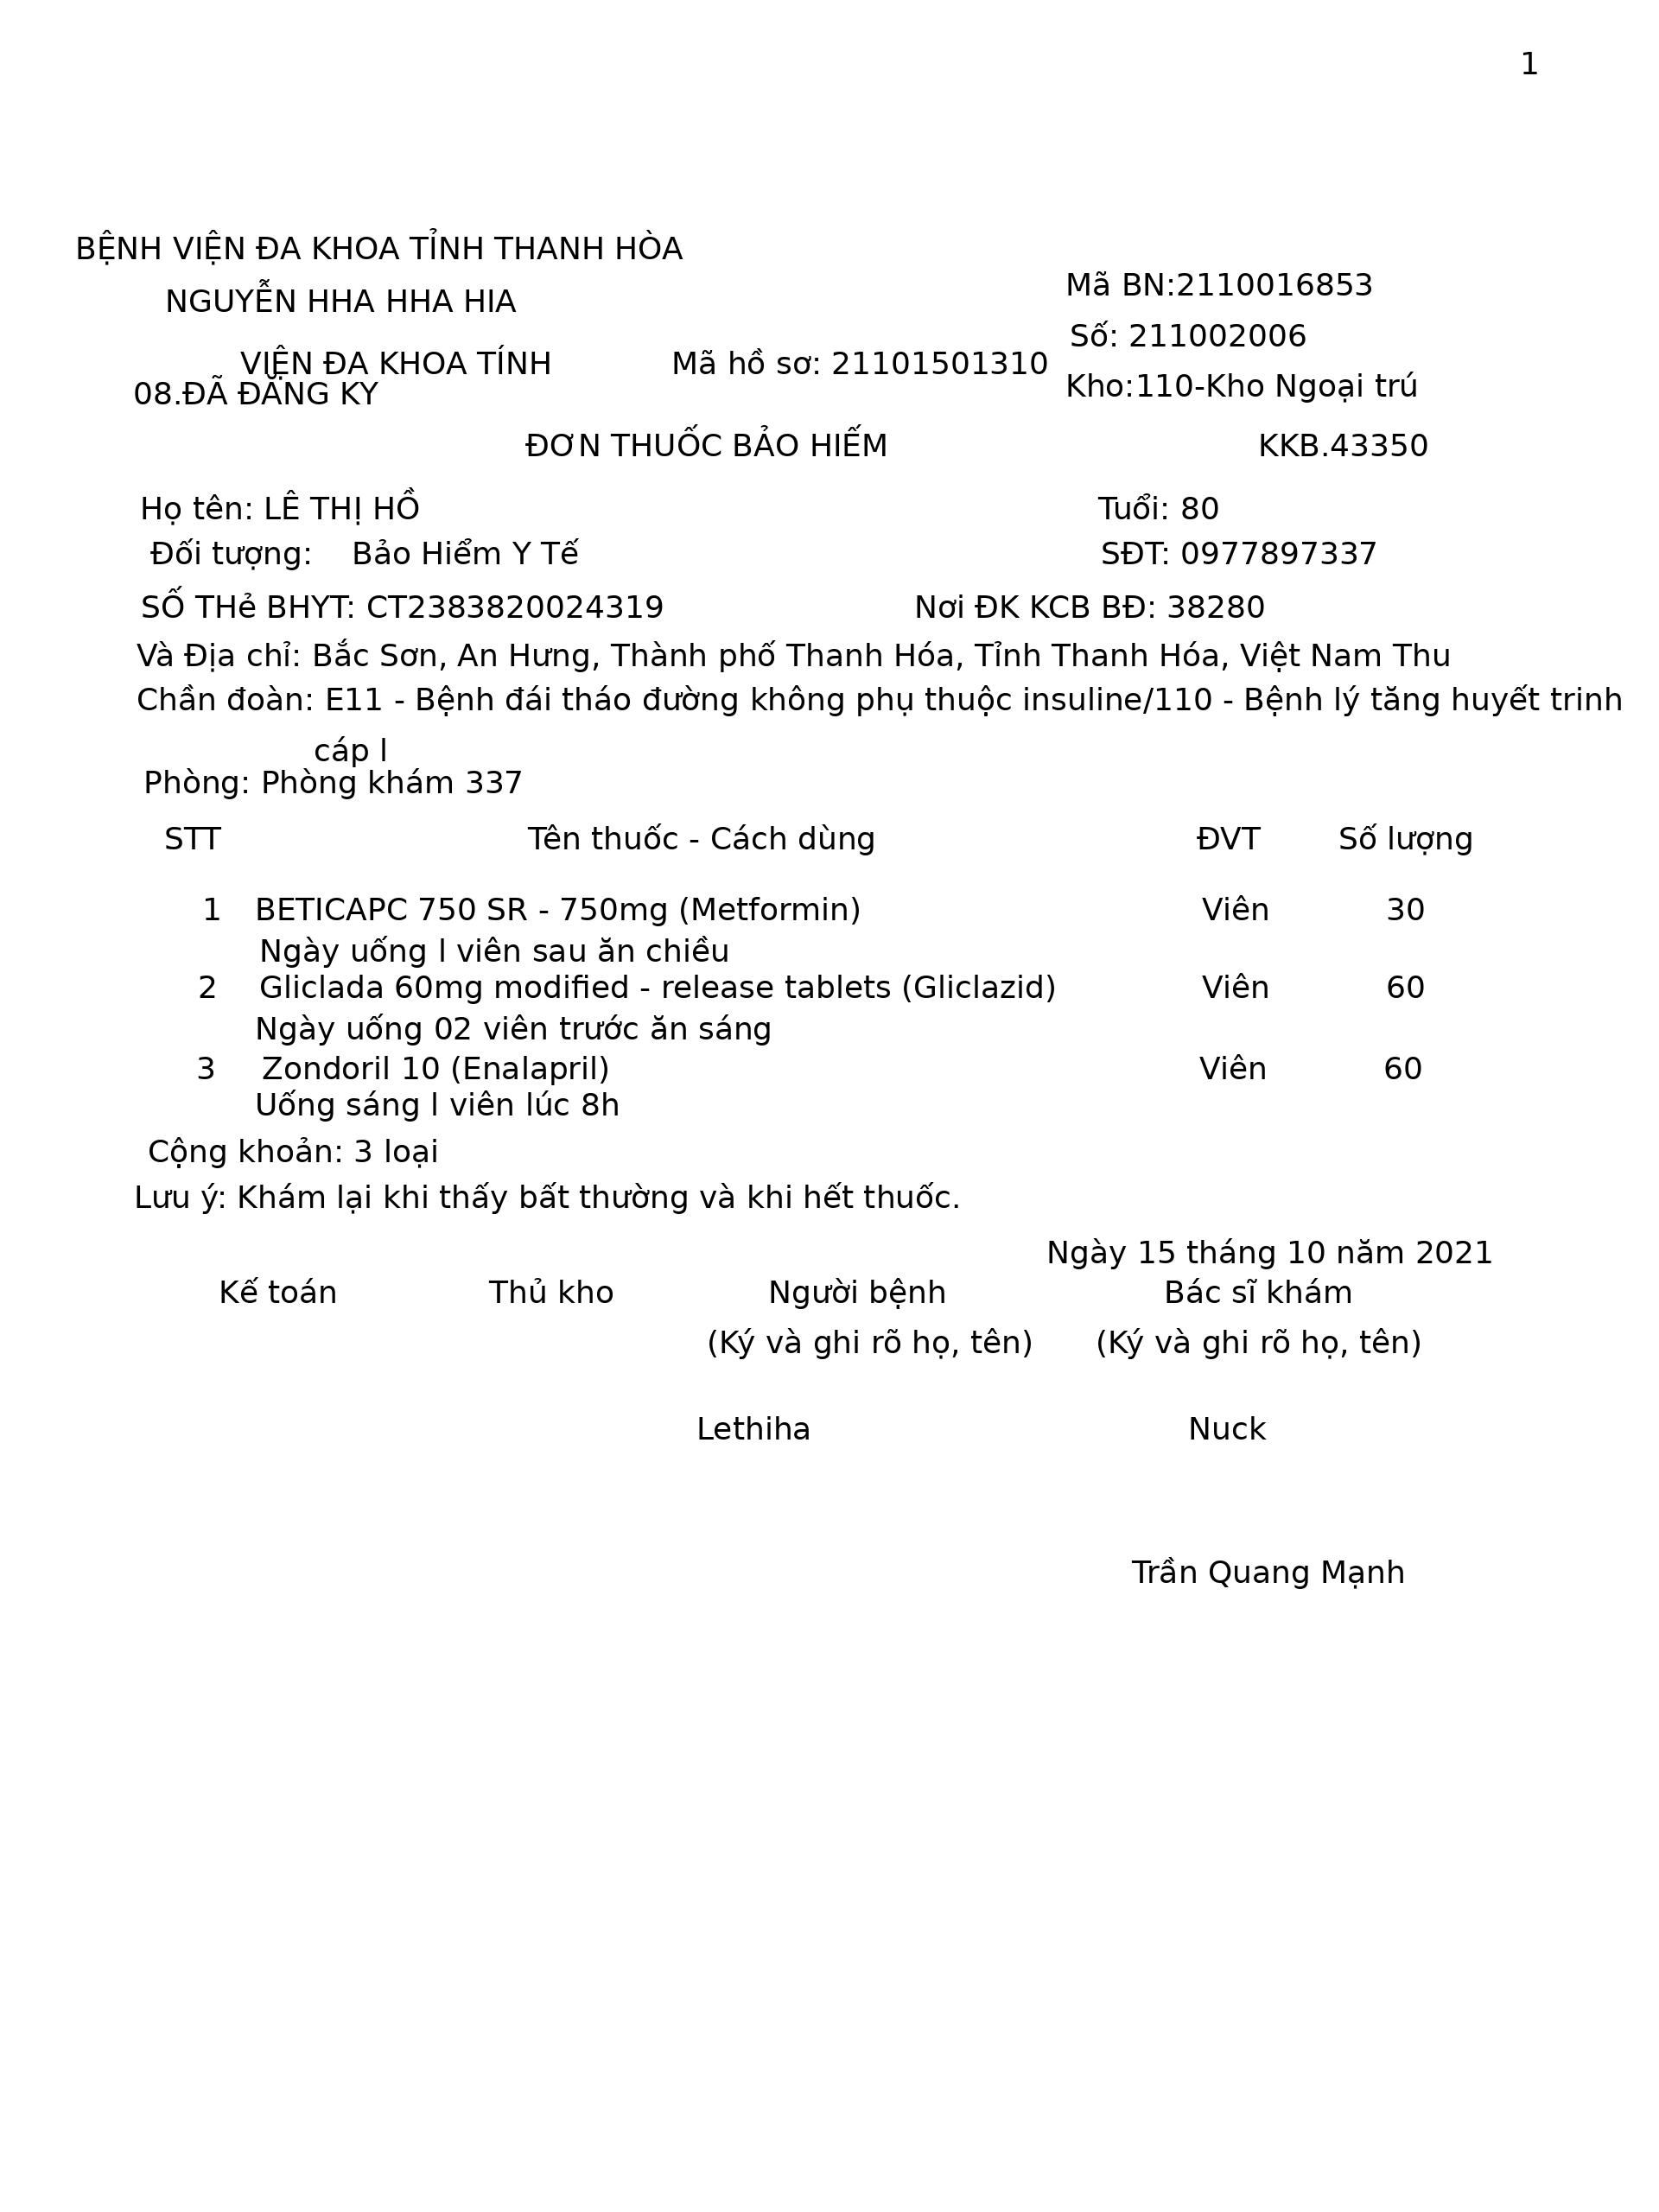 1
BỆNH VIỆN ĐA KHOA TỈNH THANH HÒA
Mã BN:2110016853
NGUYỄN HHA HHA HIA
Số: 211002006
VIỆN ĐA KHOA TÍNH Mã hồ sơ: 21101501310
Kho:110-Kho Ngoại trú
08.ĐÃ ĐĂNG KY
ĐƠN THUỐC BẢO HIẾM KKB.43350
Họ tên: LÊ THỊ HỒ Tuổi: 80
Đối tượng: Bảo Hiểm Y Tế SĐT: 0977897337
SỐ THẻ BHYT: CT2383820024319 Nơi ĐK KCB BĐ: 38280
Và Địa chỉ: Bắc Sơn, An Hưng, Thành phố Thanh Hóa, Tỉnh Thanh Hóa, Việt Nam Thu
Chần đoàn: E11 - Bệnh đái tháo đường không phụ thuộc insuline/110 - Bệnh lý tăng huyết trinh
cáp l
Phòng: Phòng khám 337
STT Tên thuốc - Cách dùng ĐVT Số lượng
1 BETICAPC 750 SR - 750mg (Metformin) Viên 30
Ngày uống l viên sau ăn chiều
2 Gliclada 60mg modified - release tablets (Gliclazid) Viên 60
Ngày uống 02 viên trước ăn sáng
3 Zondoril 10 (Enalapril) Viên 60
Uống sáng l viên lúc 8h
Cộng khoản: 3 loại
Lưu ý: Khám lại khi thấy bất thường và khi hết thuốc.
Ngày 15 tháng 10 năm 2021
Kế toán Thủ kho Người bệnh Bác sĩ khám
(Ký và ghi rõ họ, tên) (Ký và ghi rõ họ, tên)
Lethiha Nuck
Trần Quang Mạnh